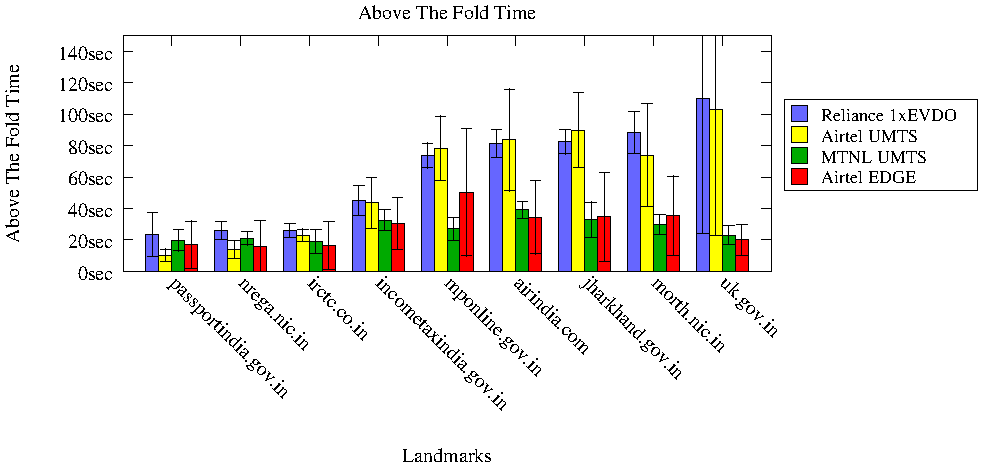 Above The Fold Time
Above The Fold Time
140sec
120sec
100sec
80sec
60sec
40sec
20sec
0sec
Reliance 1xEVDO
Airtel UMTS
MTNL UMTS
Airtel EDGE
passportindia.gov.in
nrega.nic.in
irctc.co.in
incometaxindia.gov.in
mponline.gov.in
airindia.com
jharkhand.gov.in
morth.nic.in
uk.gov.in
Landmarks